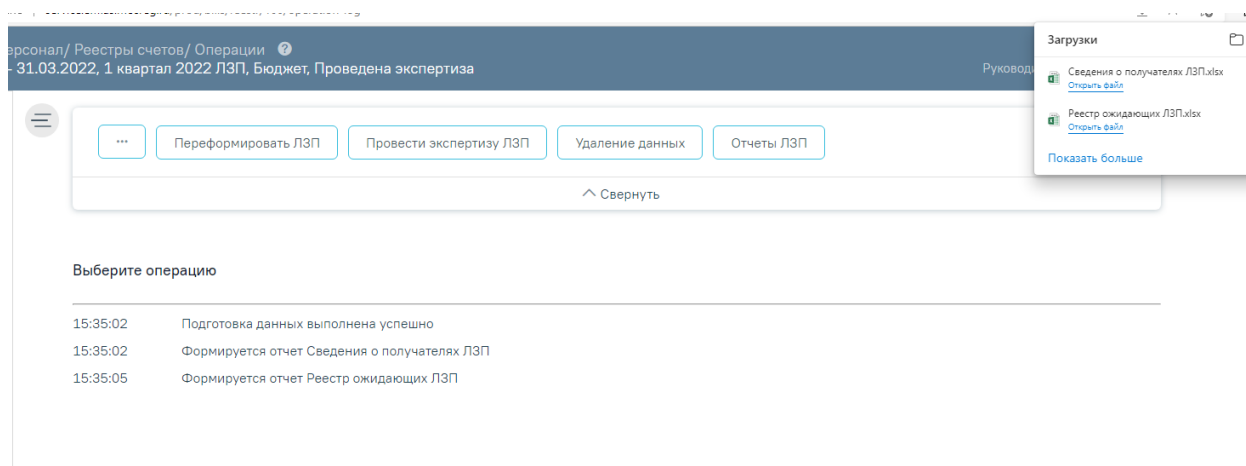 Загрузки
ерсонал/ Реестры счетов/ Операции ?
- 31.03.2022, 1 квартал 2022 ЛЗП, Бюджет, Проведена экспертиза
Сведения о получателях ЛЗП.xlsx
Открыть файл
Реестр ожидающих ЛЗП.xlsx
Открыть файл
Показать больше
... Переформировать ЛЗП Провести экспертизу ЛЗП Удаление данных Отчеты ЛЗП
Свернуть
Выберите операцию
15:35:02 Подготовка данных выполнена успешно
15:35:02 Формируется отчет Сведения о получателях ЛЗП
15:35:05 Формируется отчет Реестр ожидающих ЛЗП